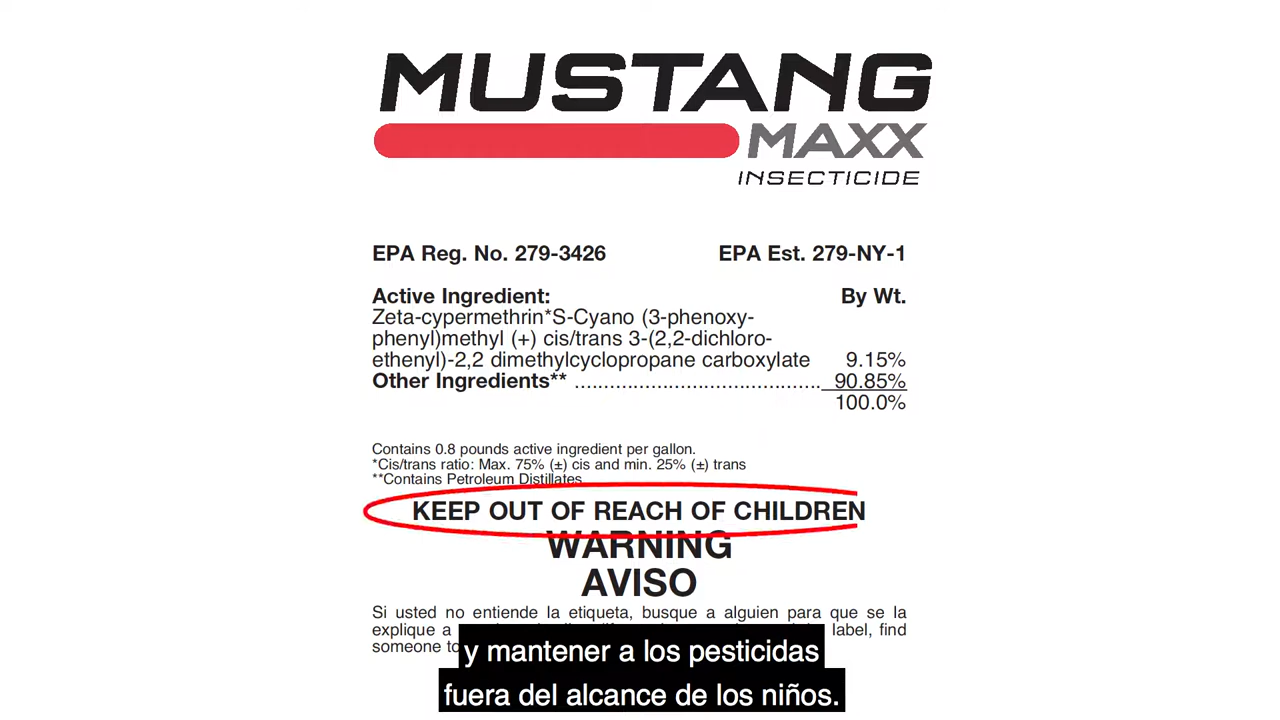 MUSTANG
MAXX
INSECTICIDE
EPA Reg. No. 279-3426 EPA Est. 279-NY-1
Active Ingredient: By Wt.
Zeta-cypermethrin*S-Cyano (3-phenoxy-
phenyl)methyl (+) cis/trans 3-(2,2-dichloro-
ethenyl)-2,2 dimethylcyclopropane carboxylate 9.15%
Other Ingredients** .......................................... 90.85%
100.0%
Contains 0.8 pounds active ingredient per gallon.
*Cis/trans ratio: Max. 75% (±) cis and min. 25% (±) trans
**Contains Petroleum Distillates
KEEP OUT OF REACH OF CHILDREN
WARNING
AVISO
Si usted no entiende la etiqueta, busque a alguien para que se la
explique a label, find
someone to
y mantener a los pesticidas
fuera del alcance de los niños.